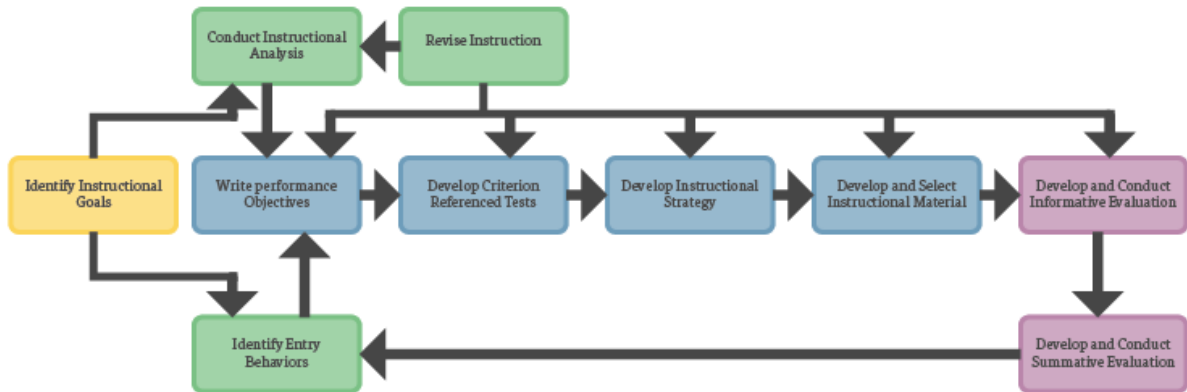 Conduct Instructional
Analysis
Revise Instruction
Identify Instructional
Goals
Write performance
Objectives
Develop Criterion
Referenced Tests
Develop Instructional
Strategy
Develop and Select
Instructional Material
Develop and Conduct
Informative Evaluation
Identify Entry
Behaviors
Develop and Conduct
Summative Evaluation